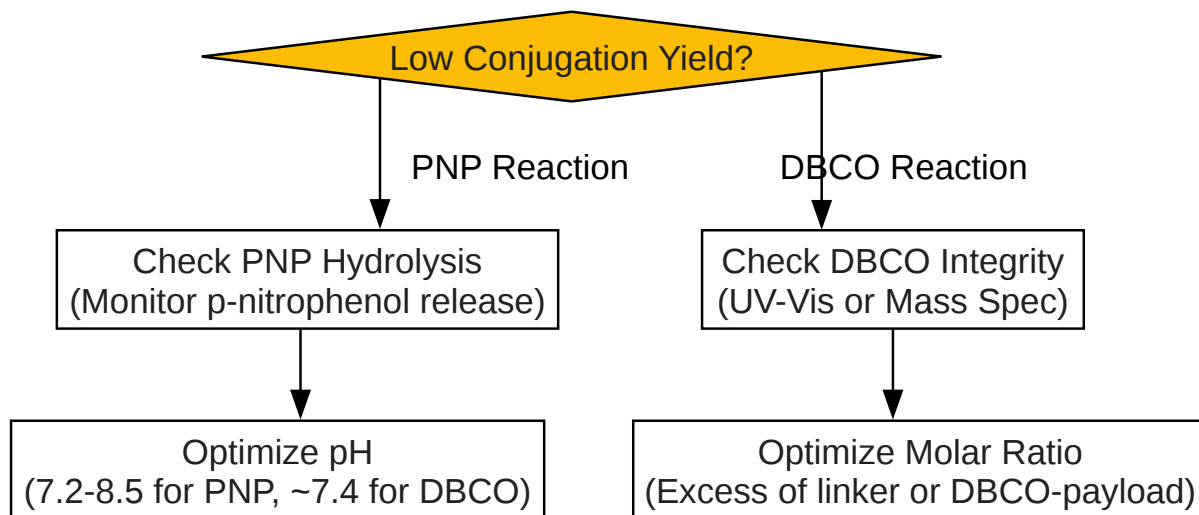 Low Conjugation Yield?
PNP Reaction
DBCO Reaction
Check PNP Hydrolysis
(Monitor p-nitrophenol release)
Check DBCO Integrity
(UV-Vis or Mass Spec)
Optimize pH
(7.2-8.5 for PNP, ~7.4 for DBCO)
Optimize Molar Ratio
(Excess of linker or DBCO-payload)